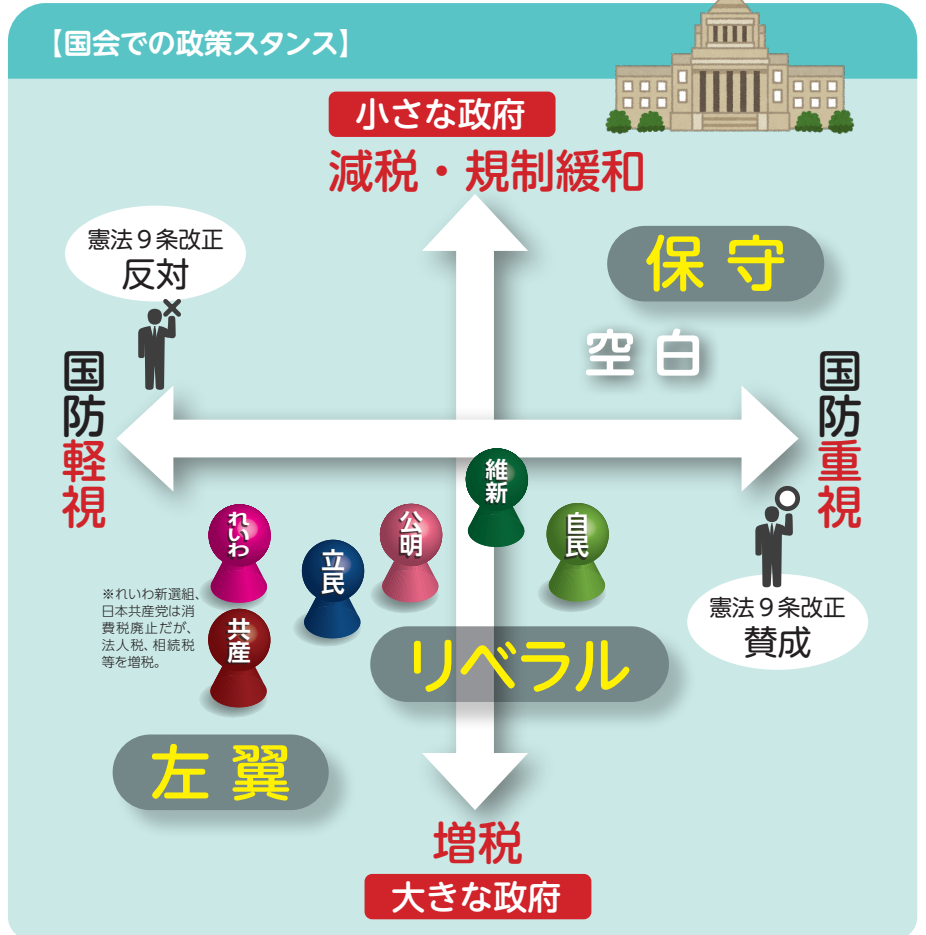 【国会での政策スタンス】
小さな政府
減税・規制緩和
憲法９条改正
反対
保守
空白
国防軽視
国防重視
維新
れいわ
公明
自民
立民
共産
※れいわ新選組、
日本共産党は消
費税廃止だが、
法人税、相続税
等を増税。
憲法９条改正
賛成
リベラル
左翼
増税
大きな政府